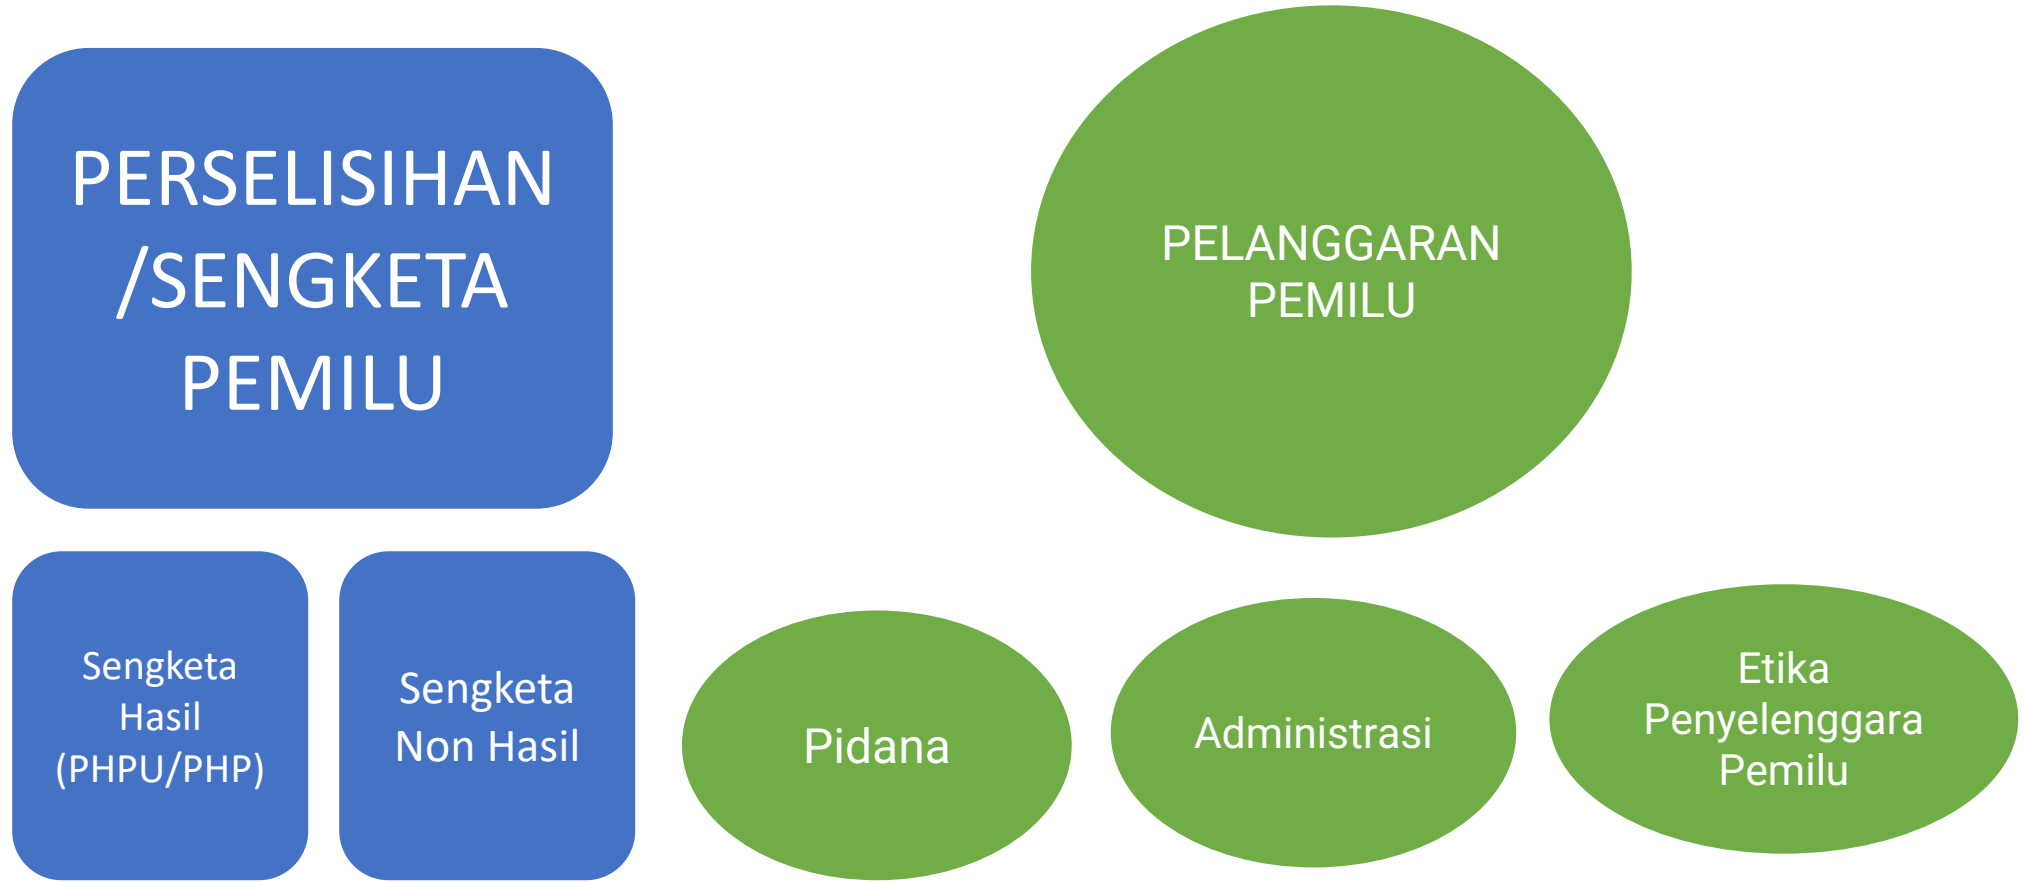 PERSELISIHAN
/SENGKETA
PEMILU
Sengketa
Hasil
(PHPU/PHP)
Sengketa
Non Hasil
PELANGGARAN
PEMILU
Pidana
Administrasi
Etika
Penyelenggara
Pemilu